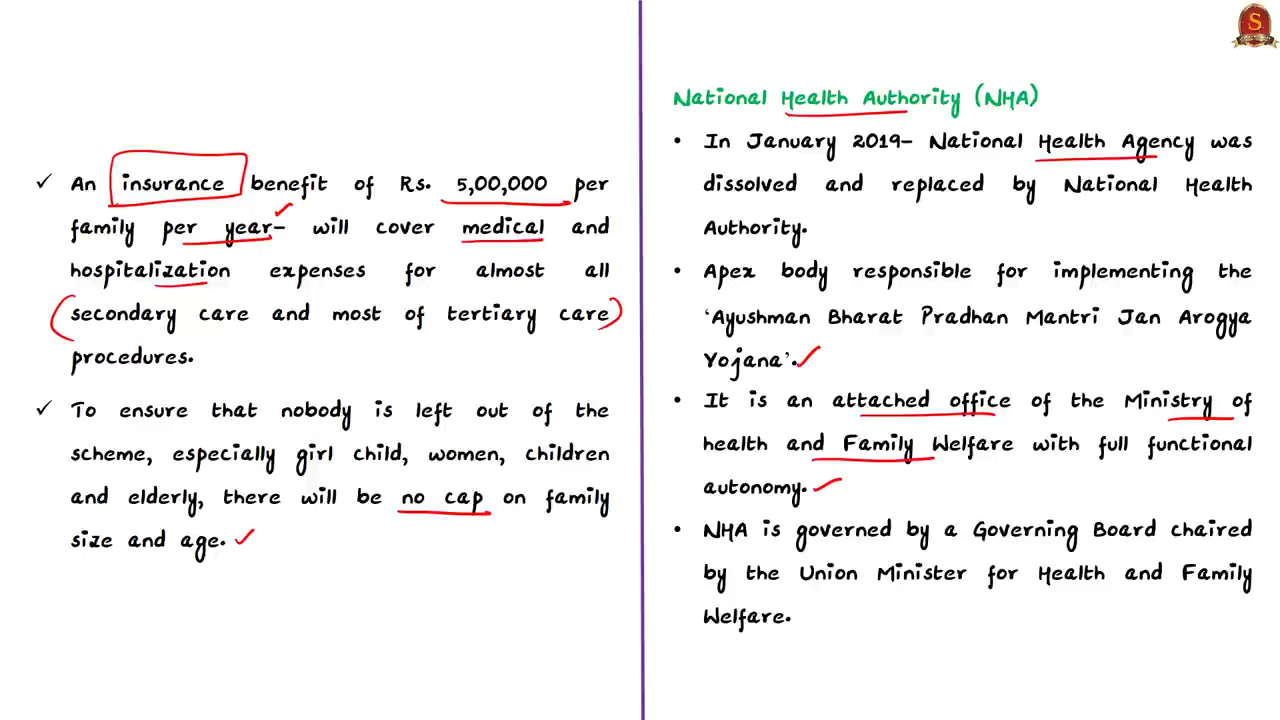 ✓ An insurance benefit of Rs. 5,00,000 per
family per year- will cover medical and
hospitalization expenses for almost all
secondary care and most of tertiary care
procedures.
✓ To ensure that nobody is left out of the
scheme, especially girl child, women, children
and elderly, there will be no cap on family
size and age.
S
National Health Authority (NHA)
• In January 2019- National Health Agency was
dissolved and replaced by National Health
Authority.
• Apex body responsible for implementing the
‘Ayushman Bharat Pradhan Mantri Jan Arogya
Yojana’.
• It is an attached office of the Ministry of
health and Family Welfare with full functional
autonomy.
• NHA is governed by a Governing Board chaired
by the Union Minister for Health and Family
Welfare.